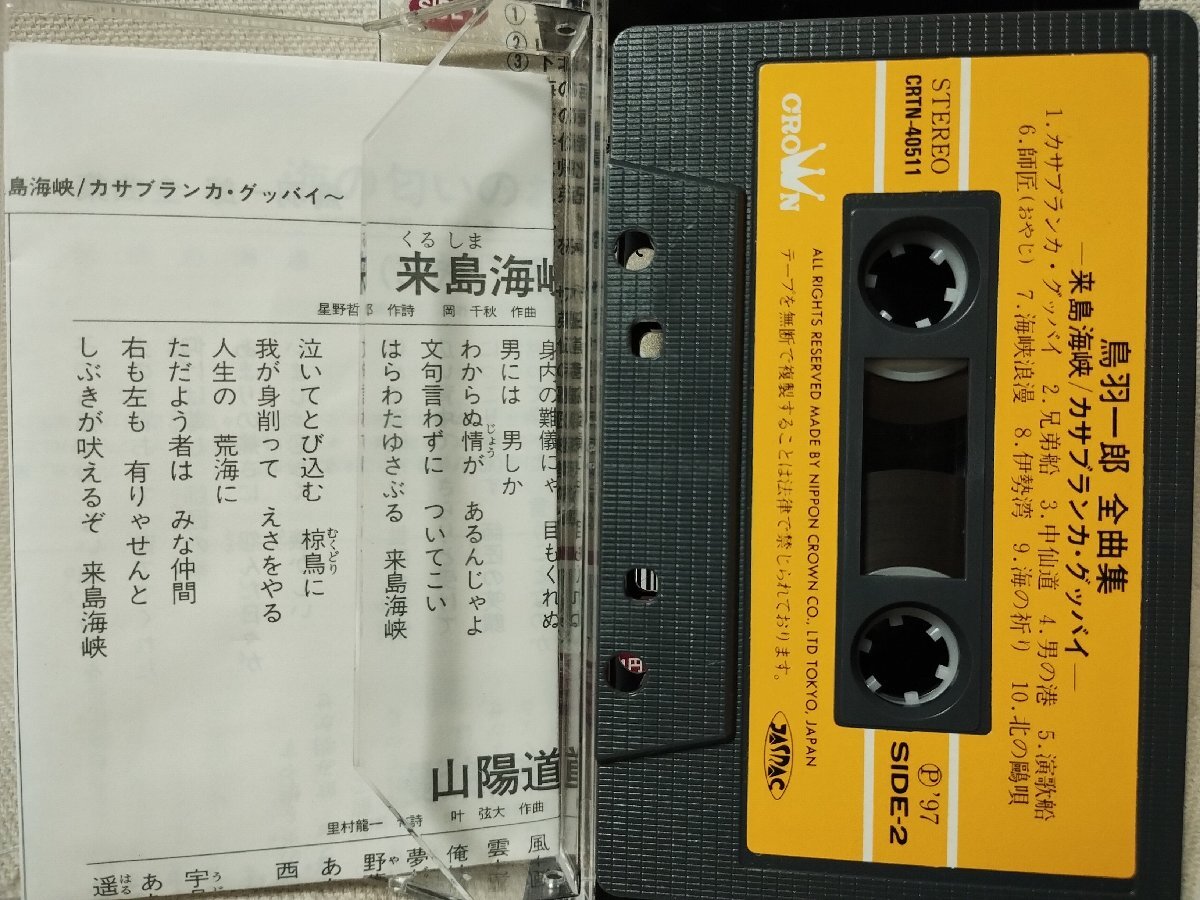 島海峡/カサブランカ・グッバイ～
くるしま
来島海峡
星野哲郎 作詩 岡 千秋 作曲
身内の難儀にゃ 目もくれぬ
男には 男しか
わからぬ情が あるんじゃよ
じょう
文句言わずに ついてこい
はらわたゆさぶる 来島海峡
泣いてとび込む 椋鳥に
むくどり
我が身削って えさをやる
人生の 荒海に
ただよう者は みな仲間
右も左も 有りゃせんと
しぶきが吠えるぞ 来島海峡
山陽道
里村龍一 作詩 叶 弦大 作曲
①
②
③
CROWN
STEREO
CRTN-40511
鳥羽一郎 全曲集
―来島海峡/カサブランカ・グッバイ―
1.カサブランカ・グッバイ 2.兄弟船 3.中仙道 4.男の港 5.演歌船
6.師匠(おやじ) 7.海峡浪漫 8.伊勢湾 9.海の祈り 10.北の鷗唄
Ⓟ'97
SIDE-2
ALL RIGHTS RESERVED MADE BY NIPPON CROWN CO., LTD TOKYO, JAPAN
テープを無断で複製することは法律で禁じられております。
JASRAC